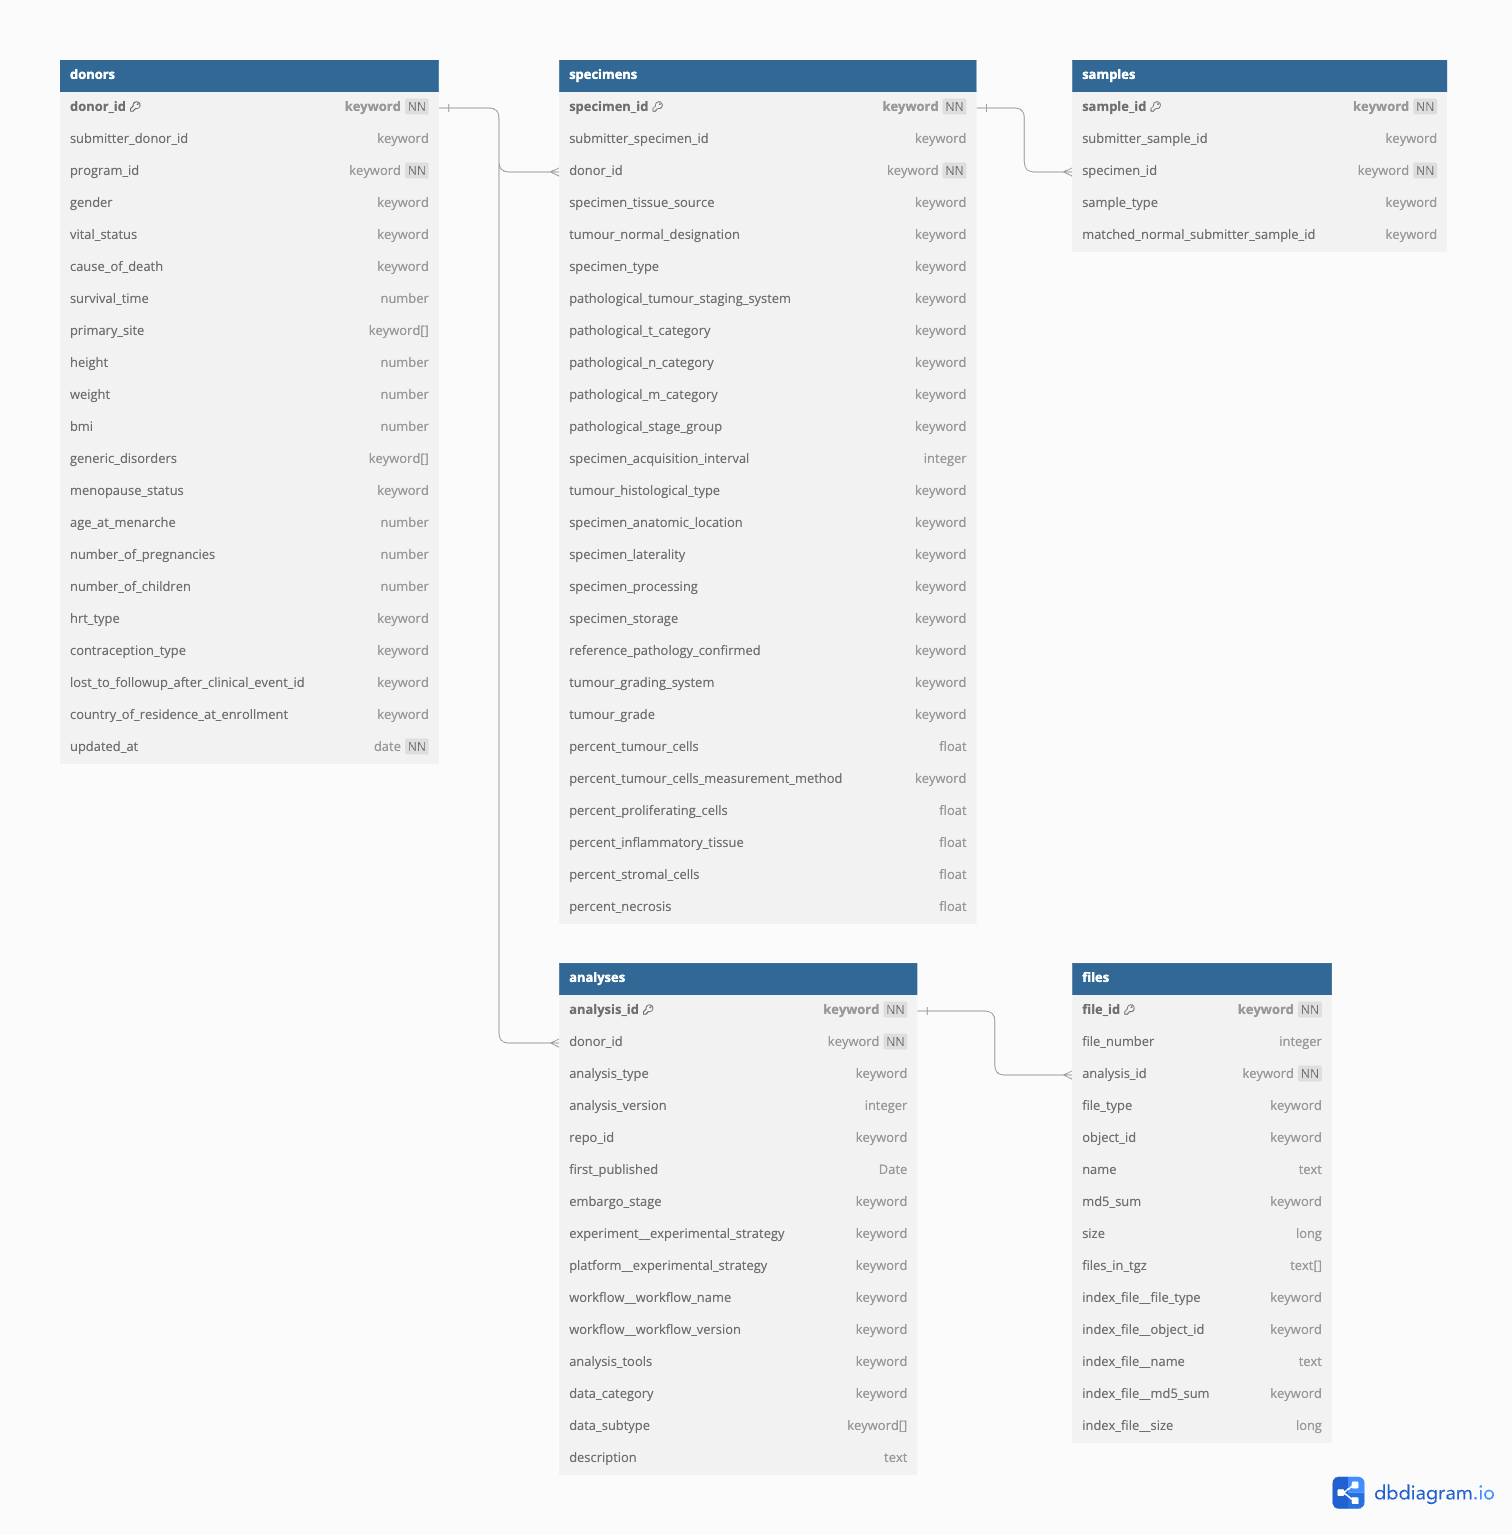 donors
donor_id keyword NN
submitter_donor_id keyword
program_id keyword NN
gender keyword
vital_status keyword
cause_of_death keyword
survival_time number
primary_site keyword[]
height number
weight number
bmi number
generic_disorders keyword[]
menopause_status keyword
age_at_menarche number
number_of_pregnancies number
number_of_children number
hrt_type keyword
contraception_type keyword
lost_to_followup_after_clinical_event_id keyword
country_of_residence_at_enrollment keyword
updated_at date NN
specimens
specimen_id keyword NN
submitter_specimen_id keyword
donor_id keyword NN
specimen_tissue_source keyword
tumour_normal_designation keyword
specimen_type keyword
pathological_tumour_staging_system keyword
pathological_t_category keyword
pathological_n_category keyword
pathological_m_category keyword
pathological_stage_group keyword
specimen_acquisition_interval integer
tumour_histological_type keyword
specimen_anatomic_location keyword
specimen_laterality keyword
specimen_processing keyword
specimen_storage keyword
reference_pathology_confirmed keyword
tumour_grading_system keyword
tumour_grade keyword
percent_tumour_cells float
percent_tumour_cells_measurement_method keyword
percent_proliferating_cells float
percent_inflammatory_tissue float
percent_stromal_cells float
percent_necrosis float
samples
sample_id keyword NN
submitter_sample_id keyword
specimen_id keyword NN
sample_type keyword
matched_normal_submitter_sample_id keyword
analyses
analysis_id keyword NN
donor_id keyword NN
analysis_type keyword
analysis_version integer
repo_id keyword
first_published Date
embargo_stage keyword
experiment__experimental_strategy keyword
platform__experimental_strategy keyword
workflow__workflow_name keyword
workflow__workflow_version keyword
analysis_tools keyword
data_category keyword
data_subtype keyword[]
description text
files
file_id keyword NN
file_number integer
analysis_id keyword NN
file_type keyword
object_id keyword
name text
md5_sum keyword
size long
files_in_tgz text[]
index_file__file_type keyword
index_file__object_id keyword
index_file__name text
index_file__md5_sum keyword
index_file__size long
dbdiagram.io